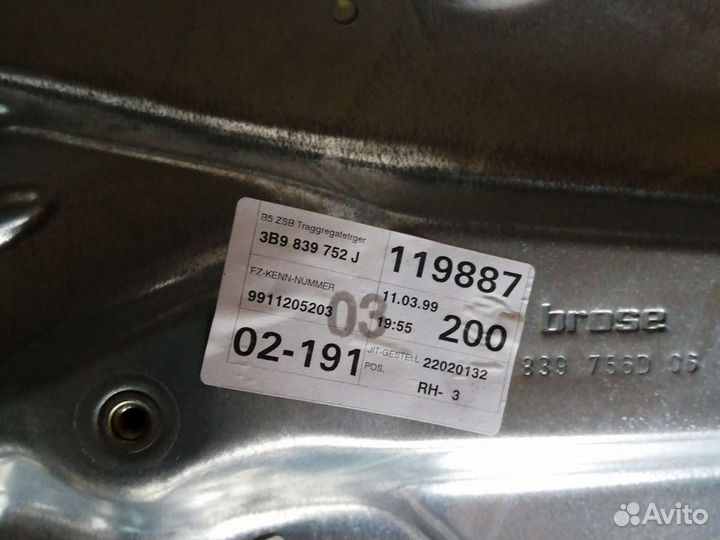 B5 ZSB Traggregatetrger
3B9 839 752 J
119887
FZ-KENN-NUMMER
9911205203
03
11.03.99
19:55
200
02-191
JIT-GESTELL 22020132
POS.
RH- 3
brose
839 756D 06
Avito